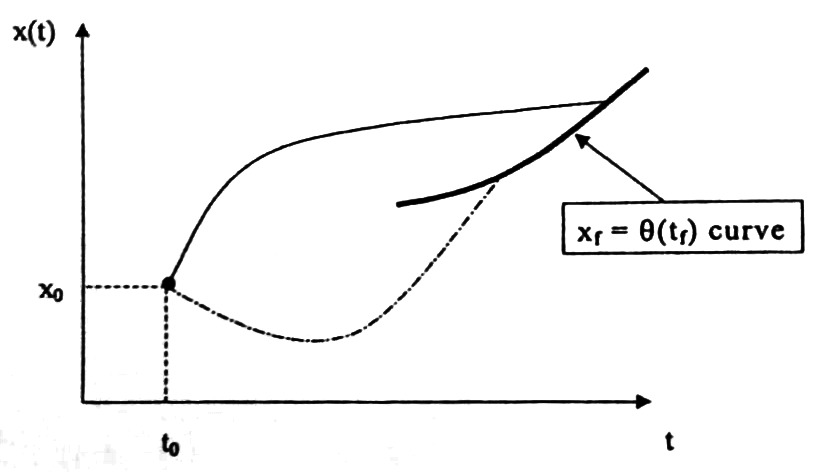 x(t)
x₀
x_f = θ(t_f) curve
t₀
t